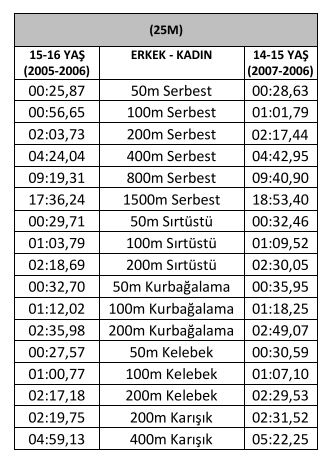 (25M)
15-16 YAŞ ERKEK - KADIN 14-15 YAŞ
(2005-2006) (2007-2006)
00:25,87 50m Serbest 00:28,63
00:56,65 100m Serbest 01:01,79
02:03,73 200m Serbest 02:17,44
04:24,04 400m Serbest 04:42,95
09:19,31 800m Serbest 09:40,90
17:36,24 1500m Serbest 18:53,40
00:29,71 50m Sırtüstü 00:32,46
01:03,79 100m Sırtüstü 01:09,52
02:18,69 200m Sırtüstü 02:30,05
00:32,70 50m Kurbağalama 00:35,95
01:12,02 100m Kurbağalama 01:18,25
02:35,98 200m Kurbağalama 02:49,07
00:27,57 50m Kelebek 00:30,59
01:00,77 100m Kelebek 01:07,10
02:17,18 200m Kelebek 02:29,53
02:19,75 200m Karışık 02:31,52
04:59,13 400m Karışık 05:22,25